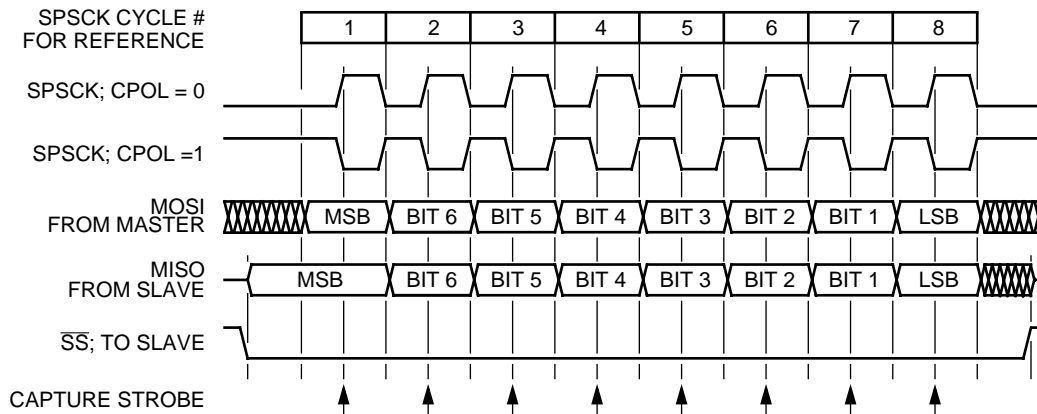 SPSCK CYCLE #
FOR REFERENCE
1 2 3 4 5 6 7 8
SPSCK; CPOL = 0
SPSCK; CPOL =1
MOSI
FROM MASTER
MSB BIT 6 BIT 5 BIT 4 BIT 3 BIT 2 BIT 1 LSB
MISO
FROM SLAVE
MSB BIT 6 BIT 5 BIT 4 BIT 3 BIT 2 BIT 1 LSB
S̅S̅; TO SLAVE
CAPTURE STROBE